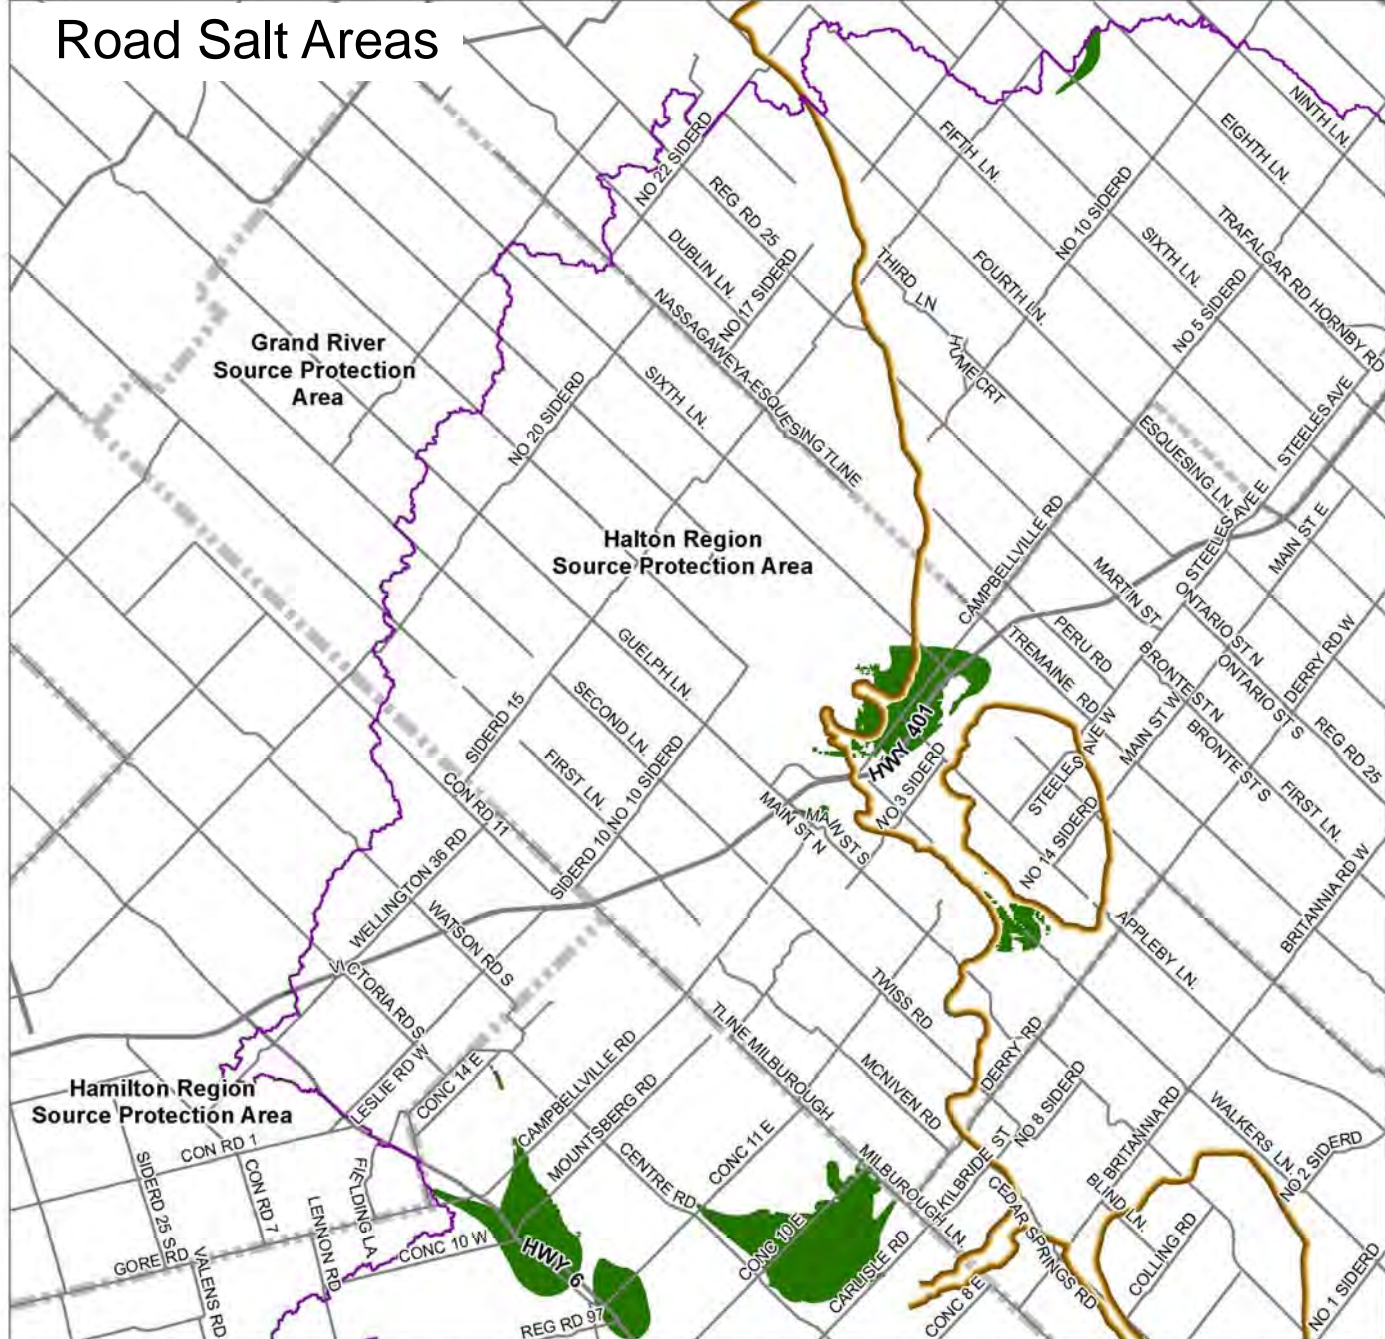 Road Salt Areas
NINTH LN.
EIGHTH LN.
FIFTH LN.
NO 22 SIDERD
REG RD 25
NO 10 SIDERD
SIXTH LN.
TRAFALGAR RD
HORNBY RD
DUBLIN LN.
NO 17 SIDERD
THIRD LN
FOURTH LN.
NO 5 SIDERD
NASSAGAWEYA-ESQUESING TLINE
HUME CRT
Grand River
Source Protection
Area
SIXTH LN.
NO 20 SIDERD
STEELES AVE
ESQUESING LN.
STEELES AVE E
MAIN ST E
Halton Region
Source Protection Area
CAMPBELLVILLE RD
MARTIN ST
O
ONTARIO ST N
PERU RD
TREMAINE RD
BRONTE ST N
ONTARIO ST S
DERRY RD W
GUELPH LN.
SECOND LN.
FIRST LN.
SIDERD 15
NO 10 SIDERD
SIDERD 10
CON RD 11
HWY 401
NO 3 SIDERD
STEELES AVE W
MAIN ST W
BRONTE ST S
REG RD 25
FIRST LN.
MAIN ST N
MAIN ST S
NO 14 SIDERD
BRITANNIA RD W
WELLINGTON 36 RD
WATSON RD S
VICTORIA RD S
APPLEBY LN.
TWISS RD
TLINE MILBOROUGH
DERRY RD
MCNIVEN RD
NO 8 SIDERD
Hamilton Region
Source Protection Area
LESLIE RD W
CONC 14 E
CAMPBELLVILLE RD
MOUNTSBERG RD
CENTRE RD
CONC 11 E
MILBUROUGH LN.
KILBRIDE ST
BRITANNIA RD
WALKERS LN.
NO 2 SIDERD
CON RD 1
SIDERD 25 S
CON RD 7
FIELDING LA
LENNON RD
GORE RD
VALENS RD
CONC 10 W
HWY 6
REG RD 97
CONC 10 E
CARLISLE RD
CONC 8 E
CEDAR SPRINGS RD
BLIND LN.
COLLING RD
NO 1 SIDERD